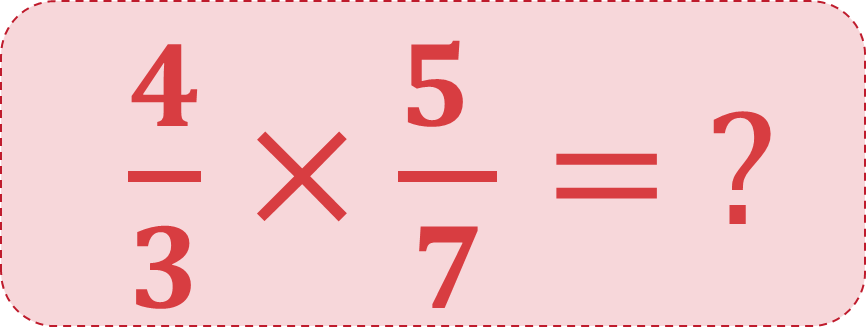 4/3 × 5/7 = ?